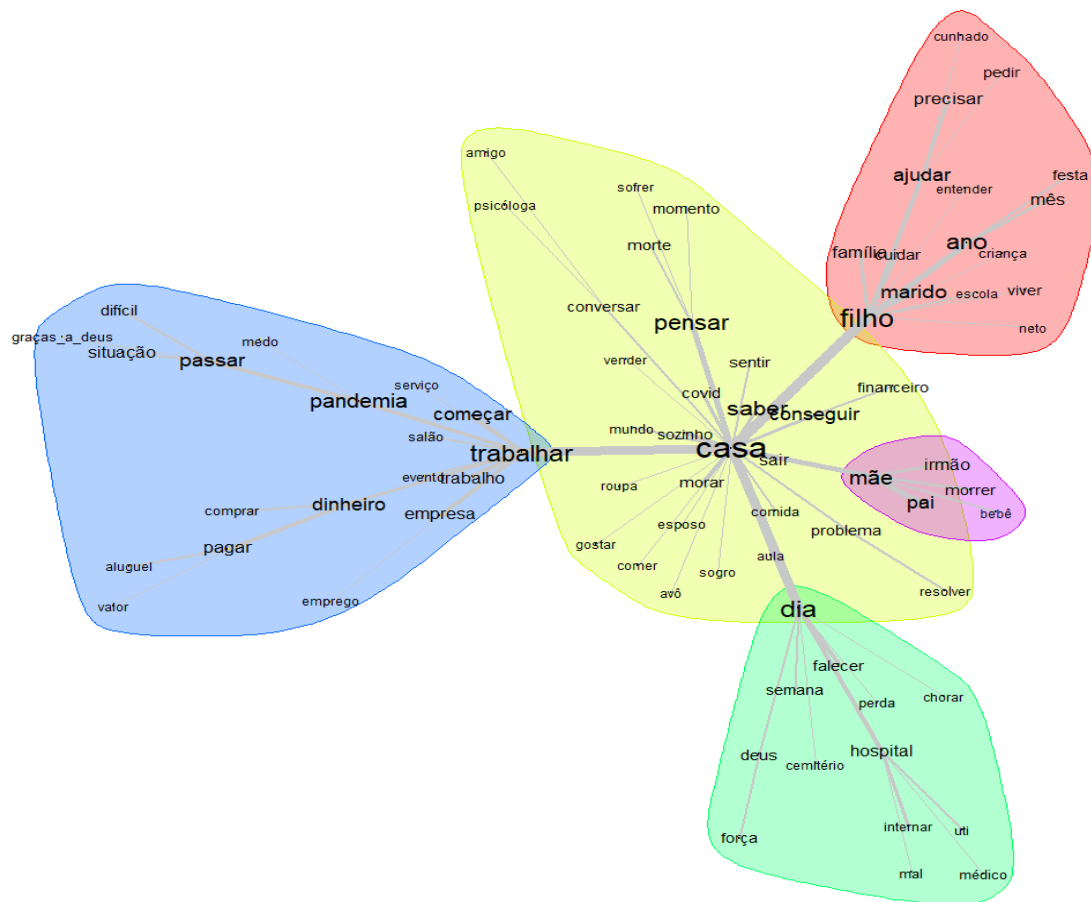 cunhado
pedir
precisar
amigo
ajudar
festa
sofrer
entender
mês
psicóloga
momento
ano
morte
família
cuidar
criança
marido
escola
viver
difícil
conversar
pensar
filho
neto
graças_a_deus
situação
passar
medo
vender
sentir
serviço
covid
financeiro
pandemia
começar
saber
conseguir
salão
mundo
sozinho
casa
trabalhar
sair
irmão
evento
trabalho
mãe
roupa
morar
morrer
comprar
dinheiro
empresa
pai
bebê
comida
esposo
problema
pagar
gostar
aula
aluguel
comer
sogro
resolver
valor
emprego
avô
dia
falecer
semana
perda
chorar
deus
cemitério
hospital
força
internar
uti
mal
médico